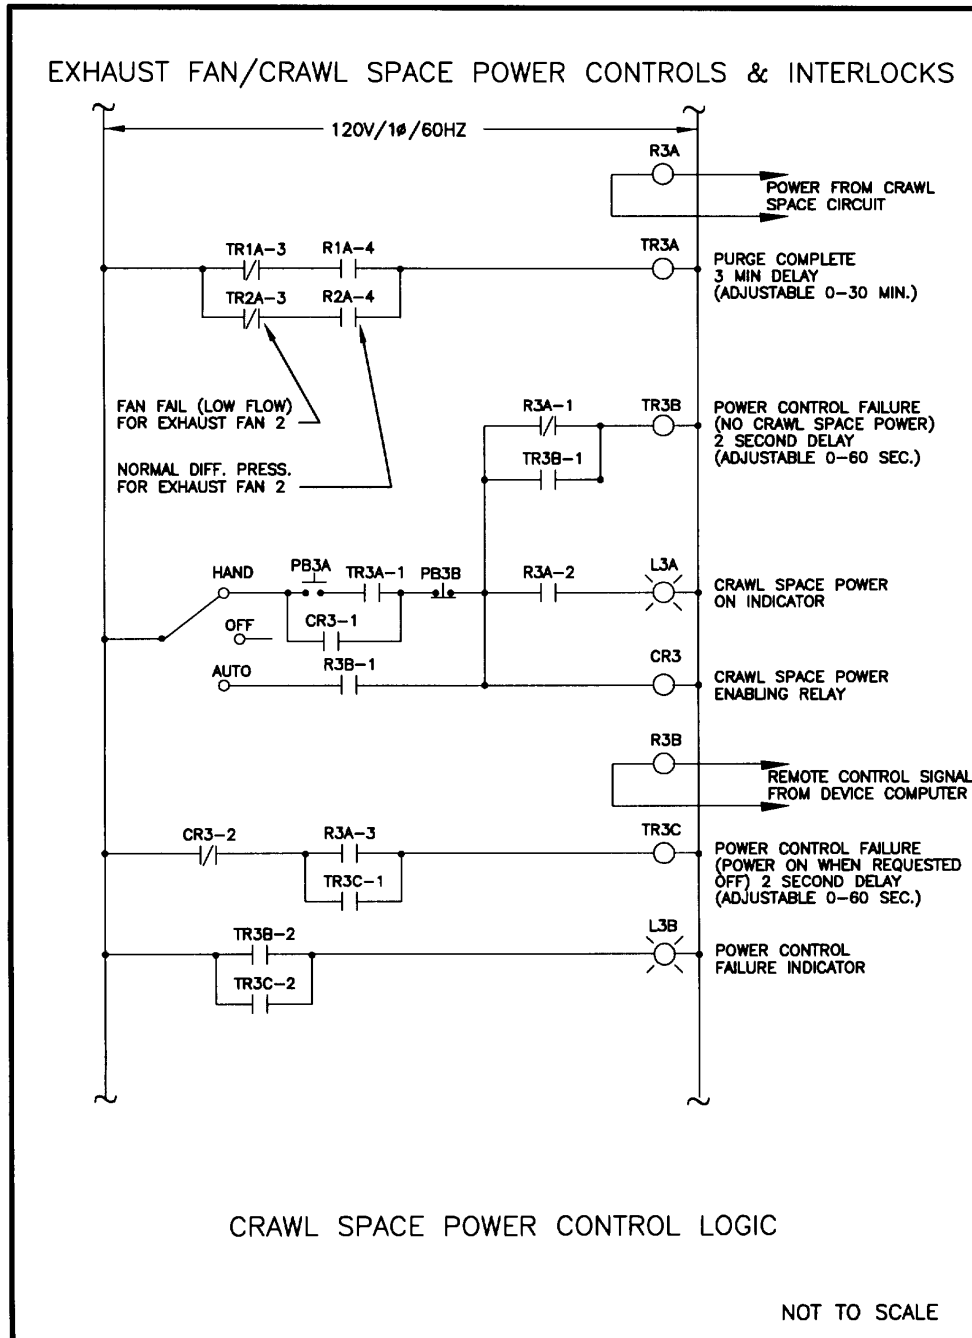 EXHAUST FAN/CRAWL SPACE POWER CONTROLS & INTERLOCKS
120V/1ø/60HZ
R3A
POWER FROM CRAWL
SPACE CIRCUIT
TR1A-3
R1A-4
TR3A
PURGE COMPLETE
3 MIN DELAY
(ADJUSTABLE 0-30 MIN.)
TR2A-3
R2A-4
FAN FAIL (LOW FLOW)
FOR EXHAUST FAN 2
NORMAL DIFF. PRESS.
FOR EXHAUST FAN 2
R3A-1
TR3B
POWER CONTROL FAILURE
(NO CRAWL SPACE POWER)
2 SECOND DELAY
(ADJUSTABLE 0-60 SEC.)
TR3B-1
HAND
PB3A
TR3A-1
PB3B
R3A-2
L3A
CRAWL SPACE POWER
ON INDICATOR
OFF
CR3-1
AUTO
R3B-1
CR3
CRAWL SPACE POWER
ENABLING RELAY
R3B
REMOTE CONTROL SIGNAL
FROM DEVICE COMPUTER
CR3-2
R3A-3
TR3C
POWER CONTROL FAILURE
(POWER ON WHEN REQUESTED
OFF) 2 SECOND DELAY
(ADJUSTABLE 0-60 SEC.)
TR3C-1
TR3B-2
L3B
POWER CONTROL
FAILURE INDICATOR
TR3C-2
CRAWL SPACE POWER CONTROL LOGIC
NOT TO SCALE